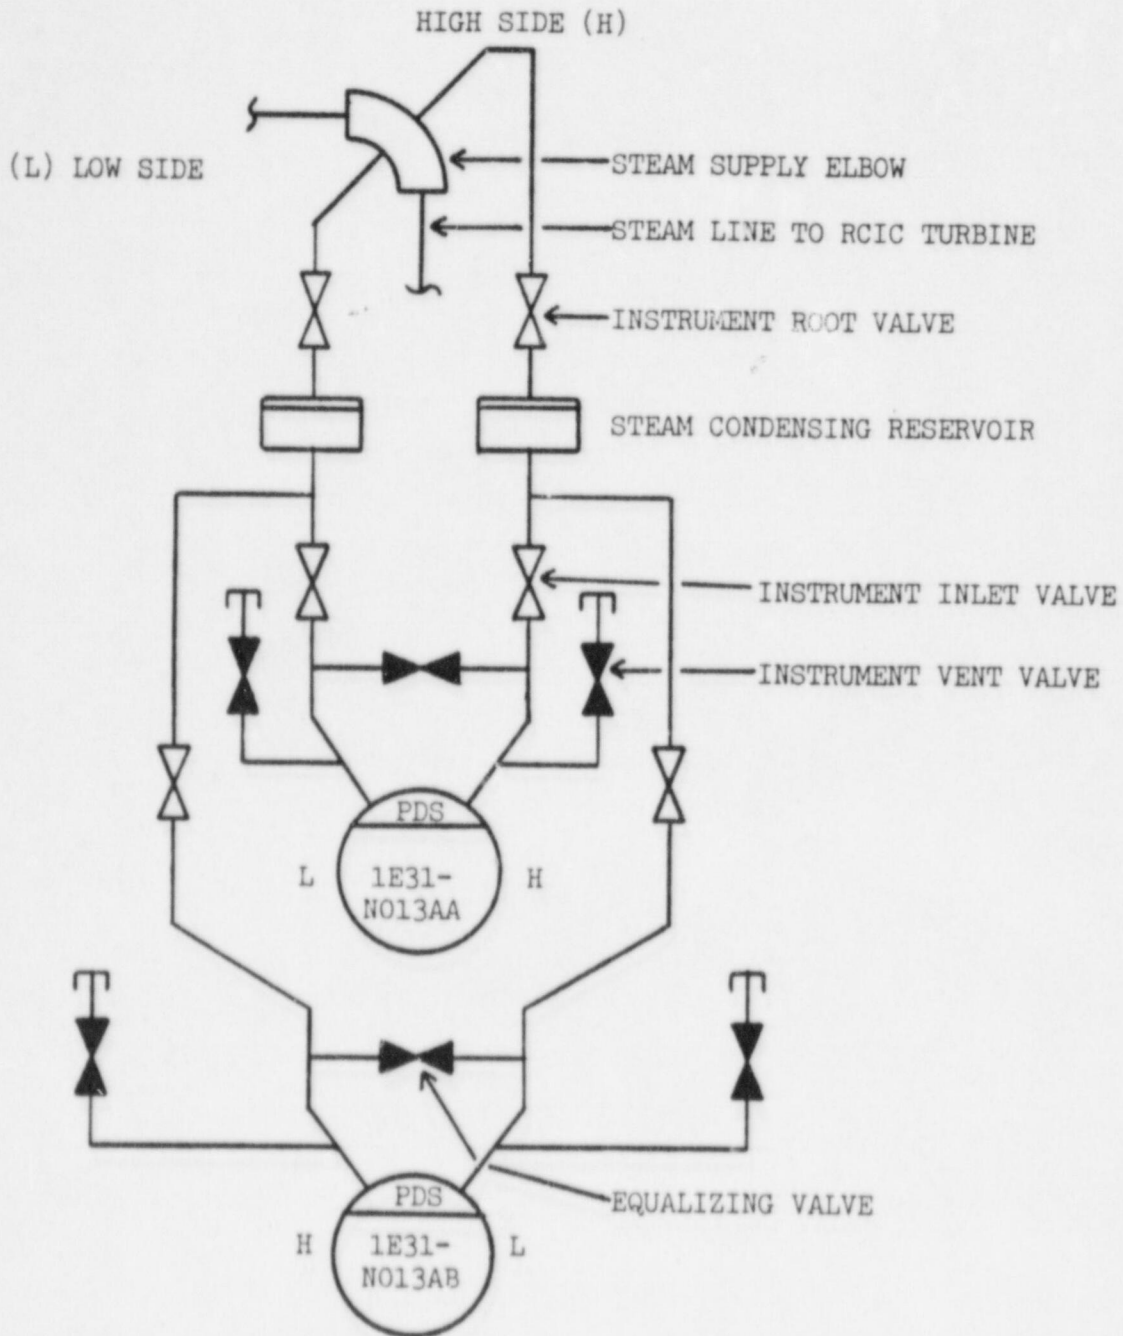 HIGH SIDE (H)
(L) LOW SIDE
STEAM SUPPLY ELBOW
STEAM LINE TO RCIC TURBINE
INSTRUMENT ROOT VALVE
STEAM CONDENSING RESERVOIR
INSTRUMENT INLET VALVE
INSTRUMENT VENT VALVE
PDS
L
1E31-
N013AA
H
EQUALIZING VALVE
PDS
H
1E31-
N013AB
L